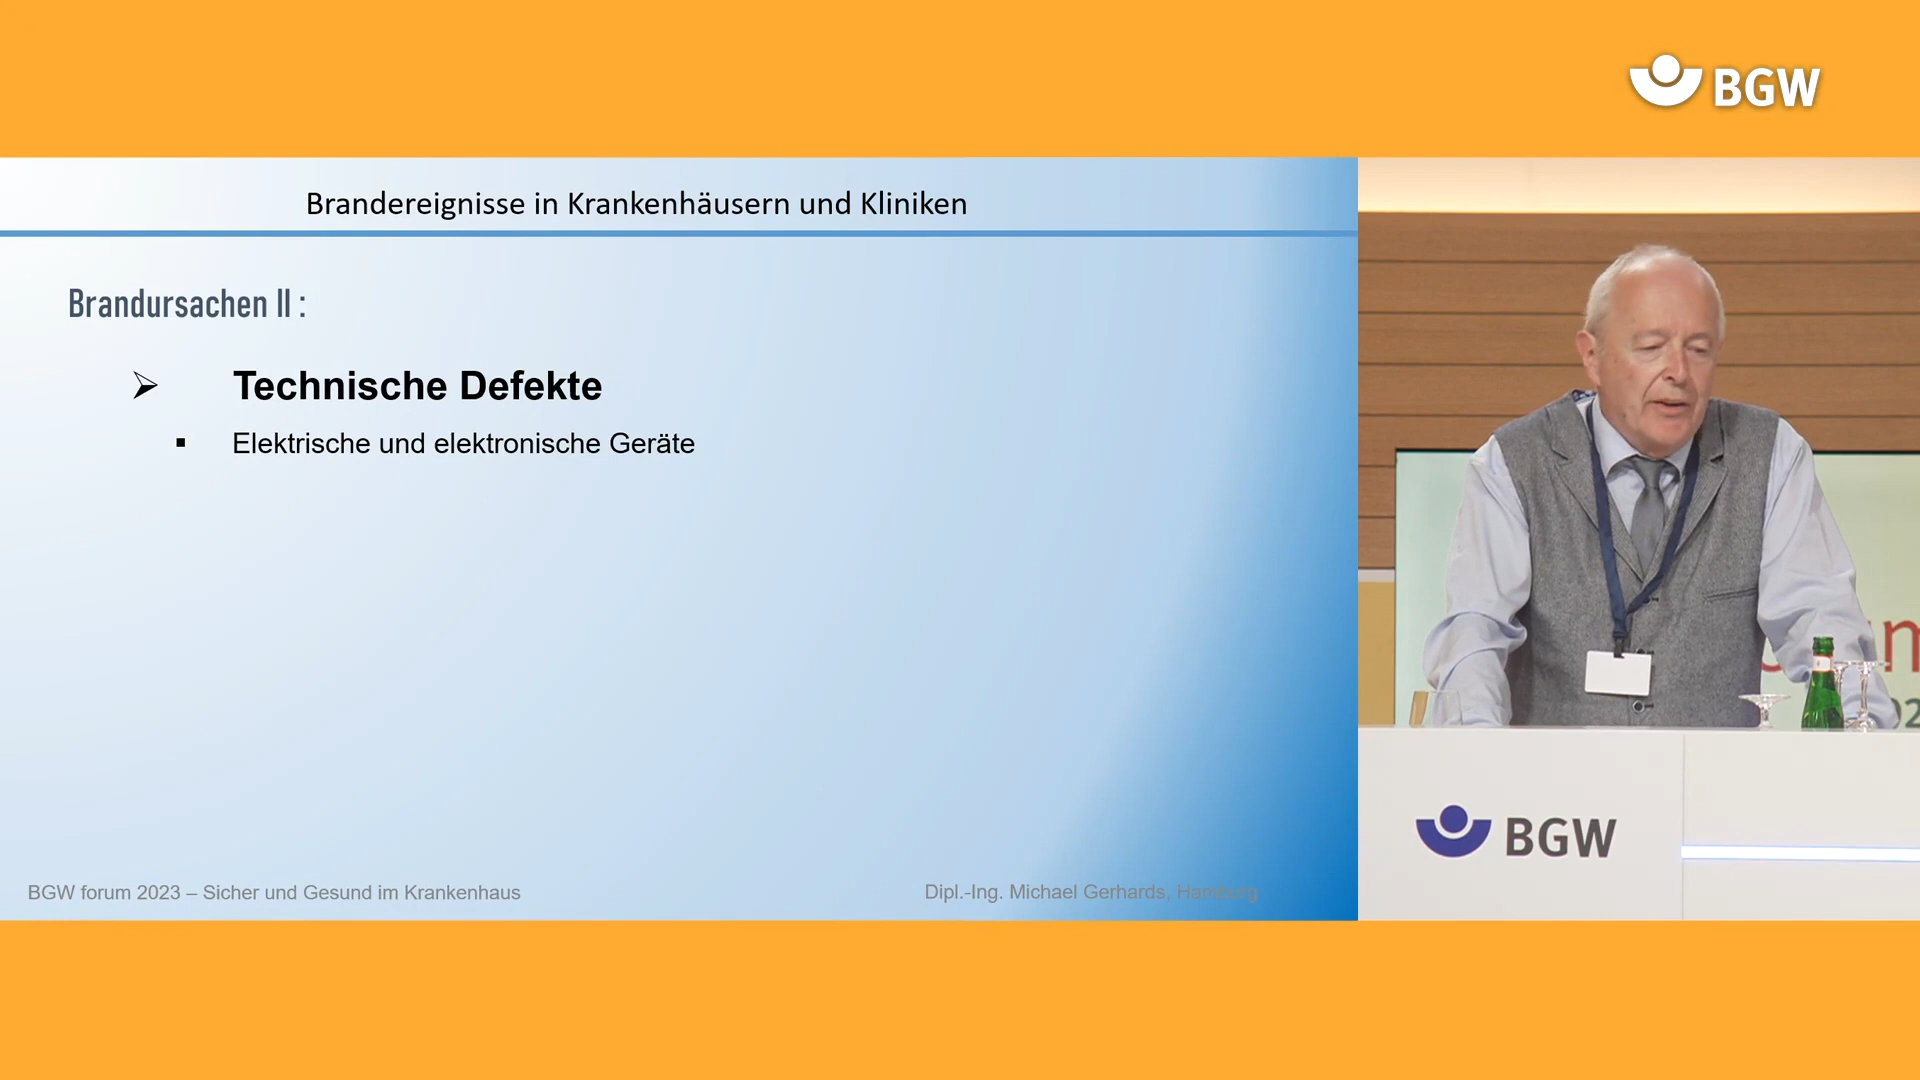 BGW
Brandereignisse in Krankenhäusern und Kliniken
Brandursachen II :
Technische Defekte
Elektrische und elektronische Geräte
BGW forum 2023 – Sicher und Gesund im Krankenhaus
Dipl.-Ing. Michael Gerhards, Hamburg
BGW